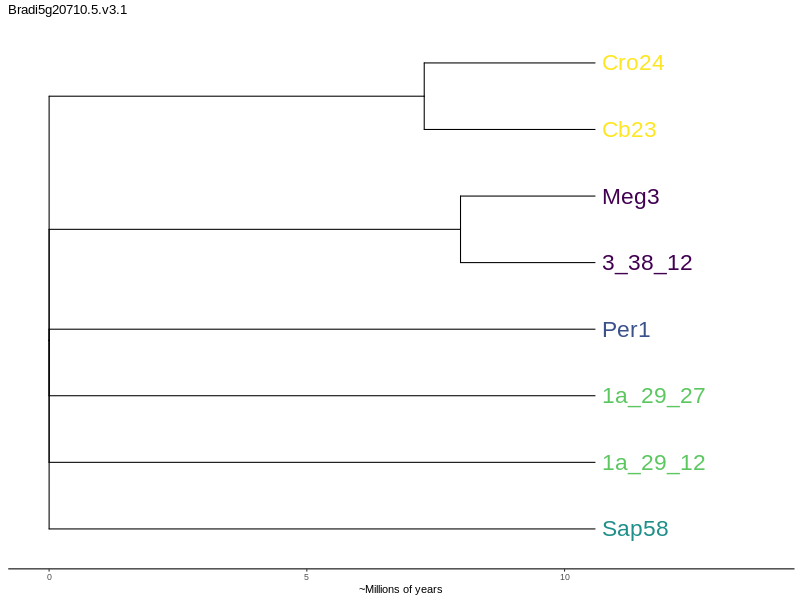 Bradi5g20710.5.v3.1
Cro24
Cb23
Meg3
3_38_12
Per1
1a_29_27
1a_29_12
Sap58
0 5 10
~Millions of years